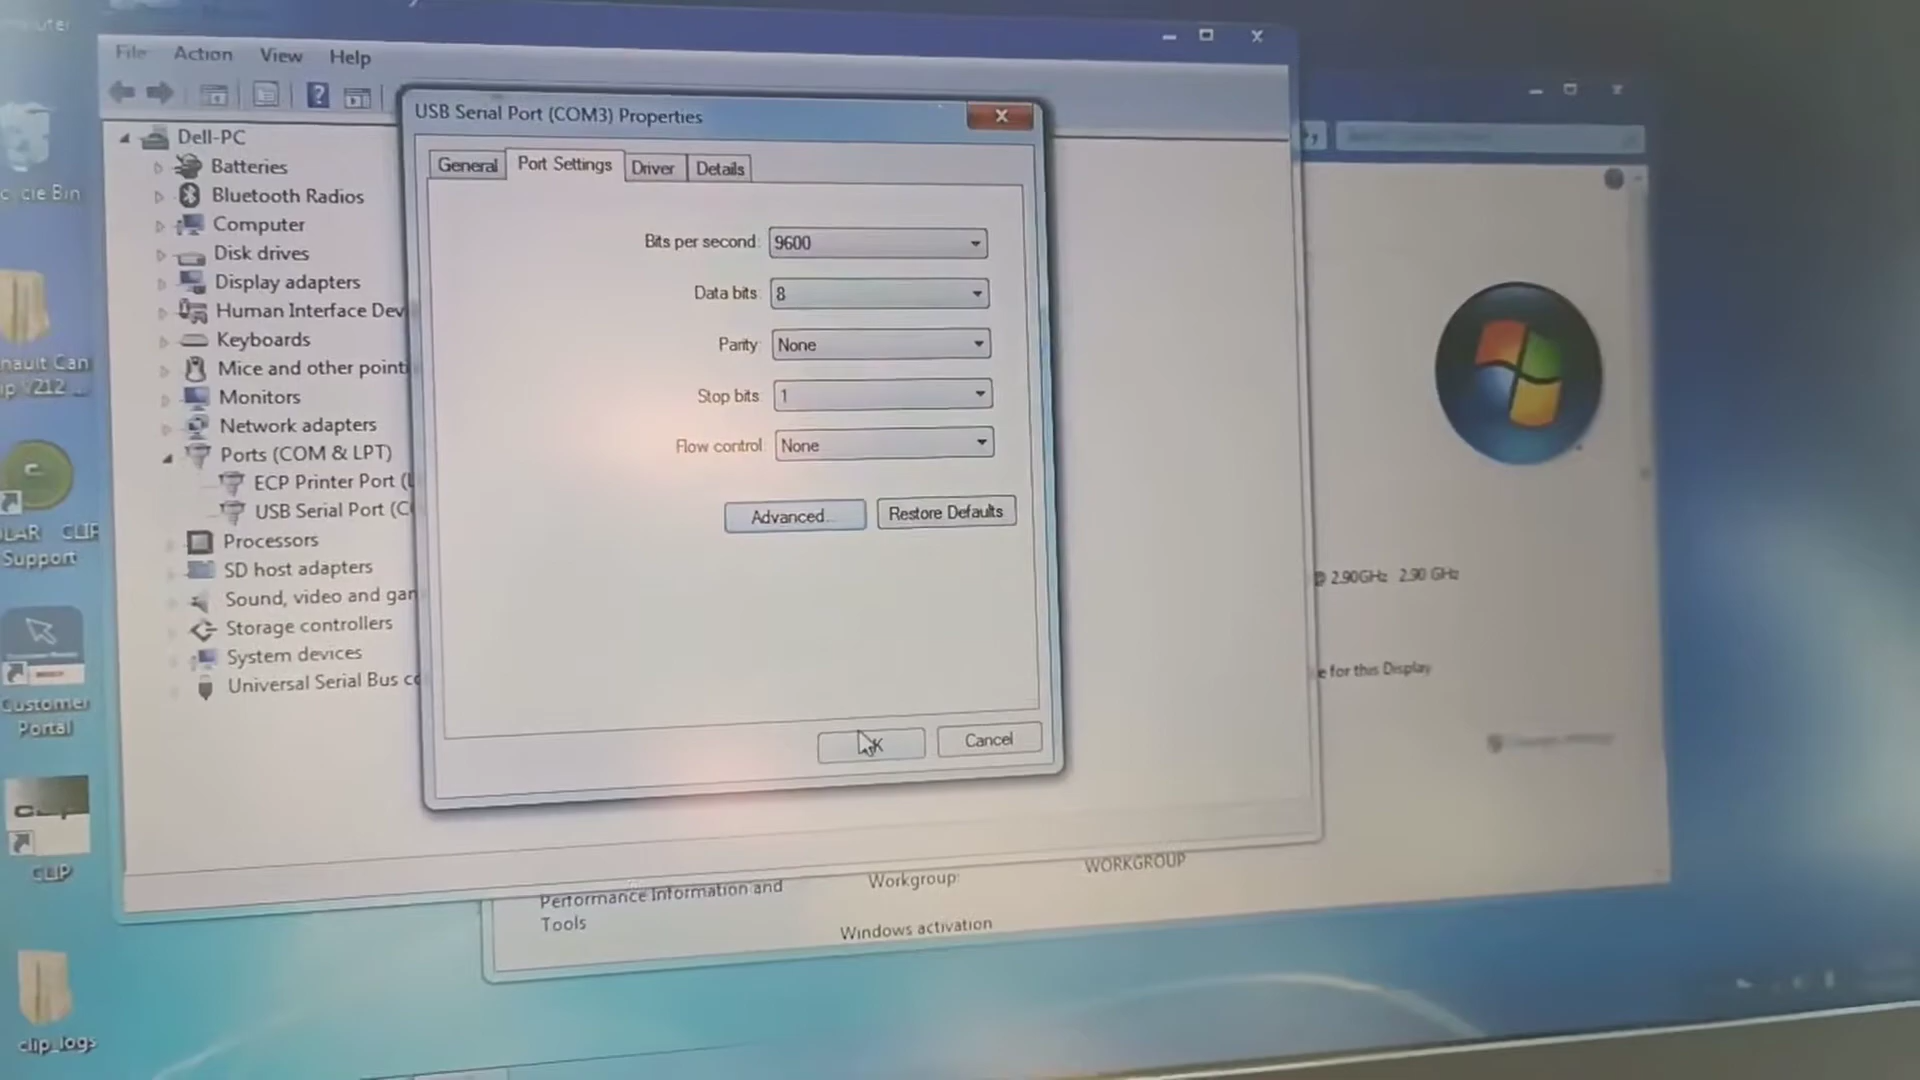 File Action View Help
USB Serial Port (COM3) Properties
General Port Settings Driver Details
Bits per second: 9600
Data bits: 8
Parity: None
Stop bits: 1
Flow control: None
Advanced...
Restore Defaults
Cancel
Dell-PC
Batteries
Bluetooth Radios
Computer
Disk drives
Display adapters
Human Interface Dev
Keyboards
Mice and other pointi
Monitors
Network adapters
Ports (COM & LPT)
ECP Printer Port (L
USB Serial Port (CO
Processors
SD host adapters
Sound, video and gam
Storage controllers
System devices
Universal Serial Bus co
cycle Bin
nault Can
ip V212 ...
LAR CLIP
Support
Customer
Portal
CLIP
clip_logs
2.90GHz 2.90 GHz
e for this Display
Performance Information and
Tools
Workgroup:
WORKGROUP
Windows activation